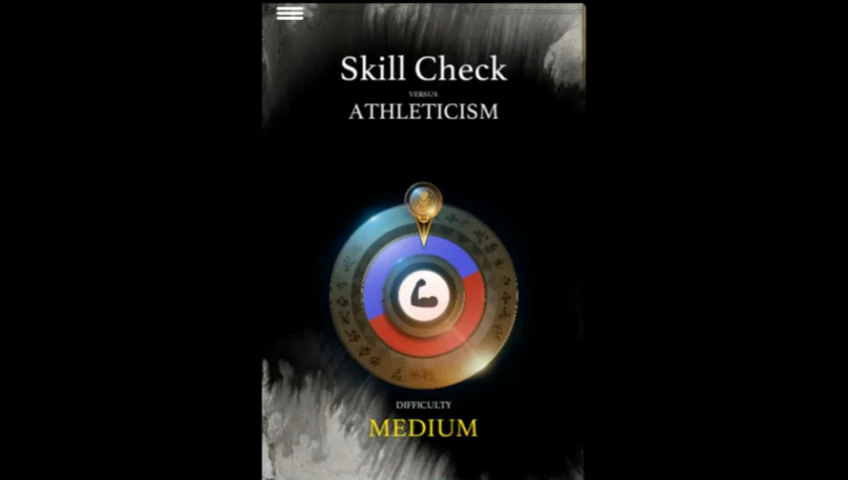 Skill Check
VERSUS
ATHLETICISM
DIFFICULTY
MEDIUM